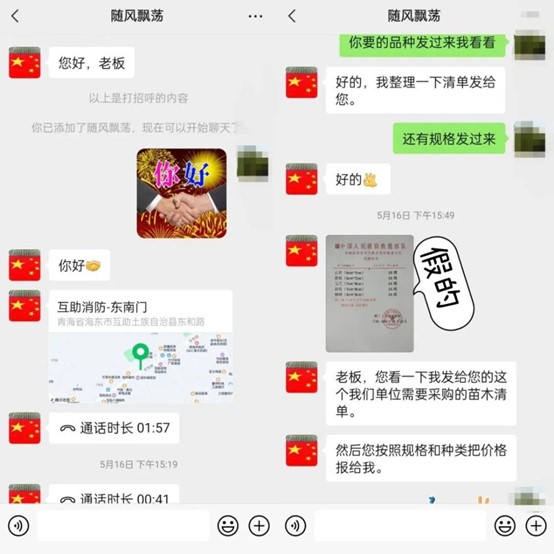 随风飘荡
您好，老板
以上是打招呼的内容
你已添加了随风飘荡，现在可以开始聊天了
你好
你好
互助消防-东南门
青海省海东市互助土族自治县东和路
通话时长 01:57
5月16日 下午15:19
通话时长 00:41
随风飘荡
你要的品种发过来我看看
好的，我整理一下清单发给
您。
还有规格发过来
好的
5月16日 下午15:49
假的
老板，您看一下我发给您的这
个我们单位需要采购的苗木清
单。
然后您按照规格和种类把价格
报给我。